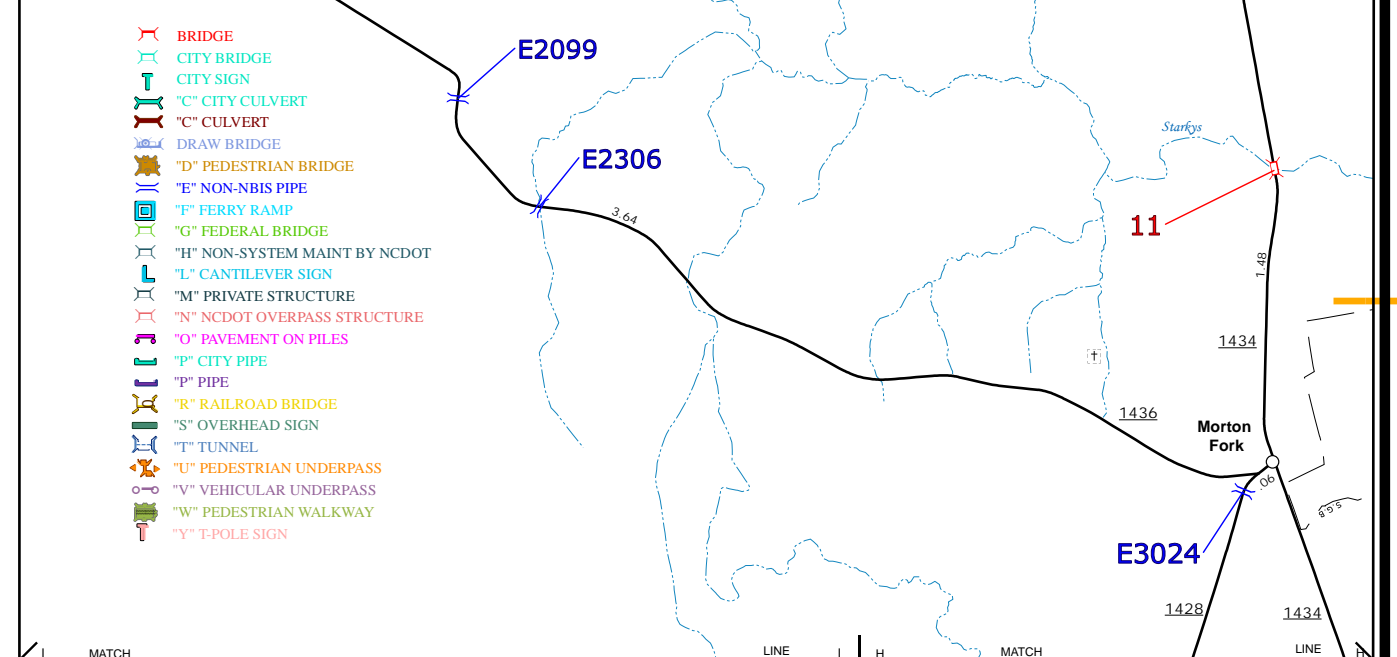 BRIDGE
CITY BRIDGE
CITY SIGN
"C" CITY CULVERT
"C" CULVERT
DRAW BRIDGE
"D" PEDESTRIAN BRIDGE
"E" NON-NBIS PIPE
"F" FERRY RAMP
"G" FEDERAL BRIDGE
"H" NON-SYSTEM MAINT BY NCDOT
"L" CANTILEVER SIGN
"M" PRIVATE STRUCTURE
"N" NCDOT OVERPASS STRUCTURE
"O" PAVEMENT ON PILES
"P" CITY PIPE
"P" PIPE
"R" RAILROAD BRIDGE
"S" OVERHEAD SIGN
"T" TUNNEL
"U" PEDESTRIAN UNDERPASS
"V" VEHICULAR UNDERPASS
"W" PEDESTRIAN WALKWAY
"Y" T-POLE SIGN
E2099
E2306
3.64
Starkys
11
1.48
1434
1436
Morton
Fork
.06
S.G.B
E3024
1428
1434
I MATCH
LINE I
H MATCH
LINE H